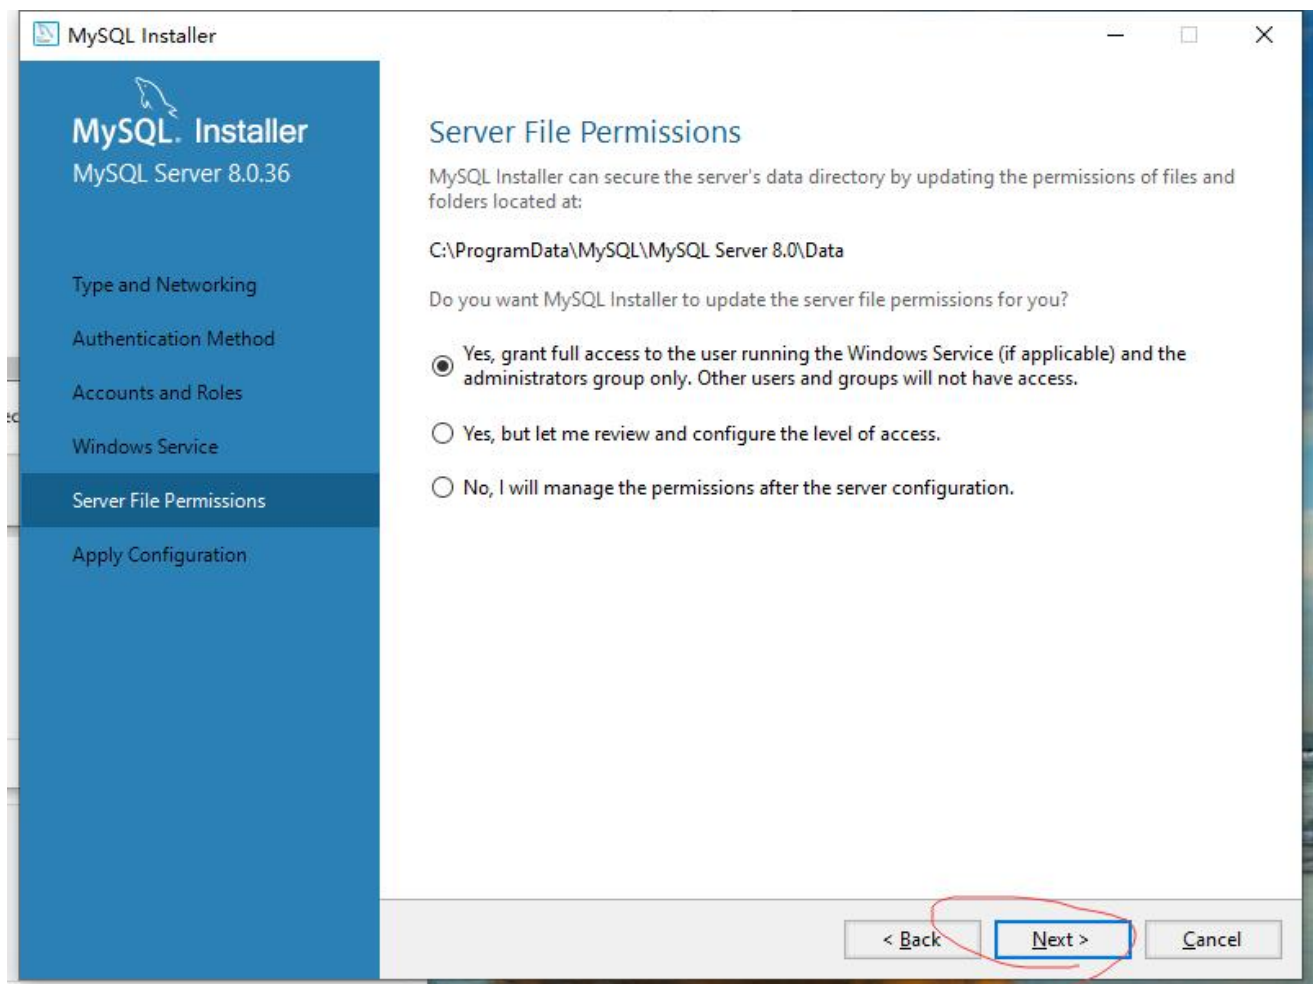 MySQL Installer
MySQL. Installer
MySQL Server 8.0.36
Type and Networking
Authentication Method
Accounts and Roles
Windows Service
Server File Permissions
Apply Configuration
Server File Permissions
MySQL Installer can secure the server's data directory by updating the permissions of files and
folders located at:
C:\ProgramData\MySQL\MySQL Server 8.0\Data
Do you want MySQL Installer to update the server file permissions for you?
Yes, grant full access to the user running the Windows Service (if applicable) and the
administrators group only. Other users and groups will not have access.
Yes, but let me review and configure the level of access.
No, I will manage the permissions after the server configuration.
< Back
Next >
Cancel